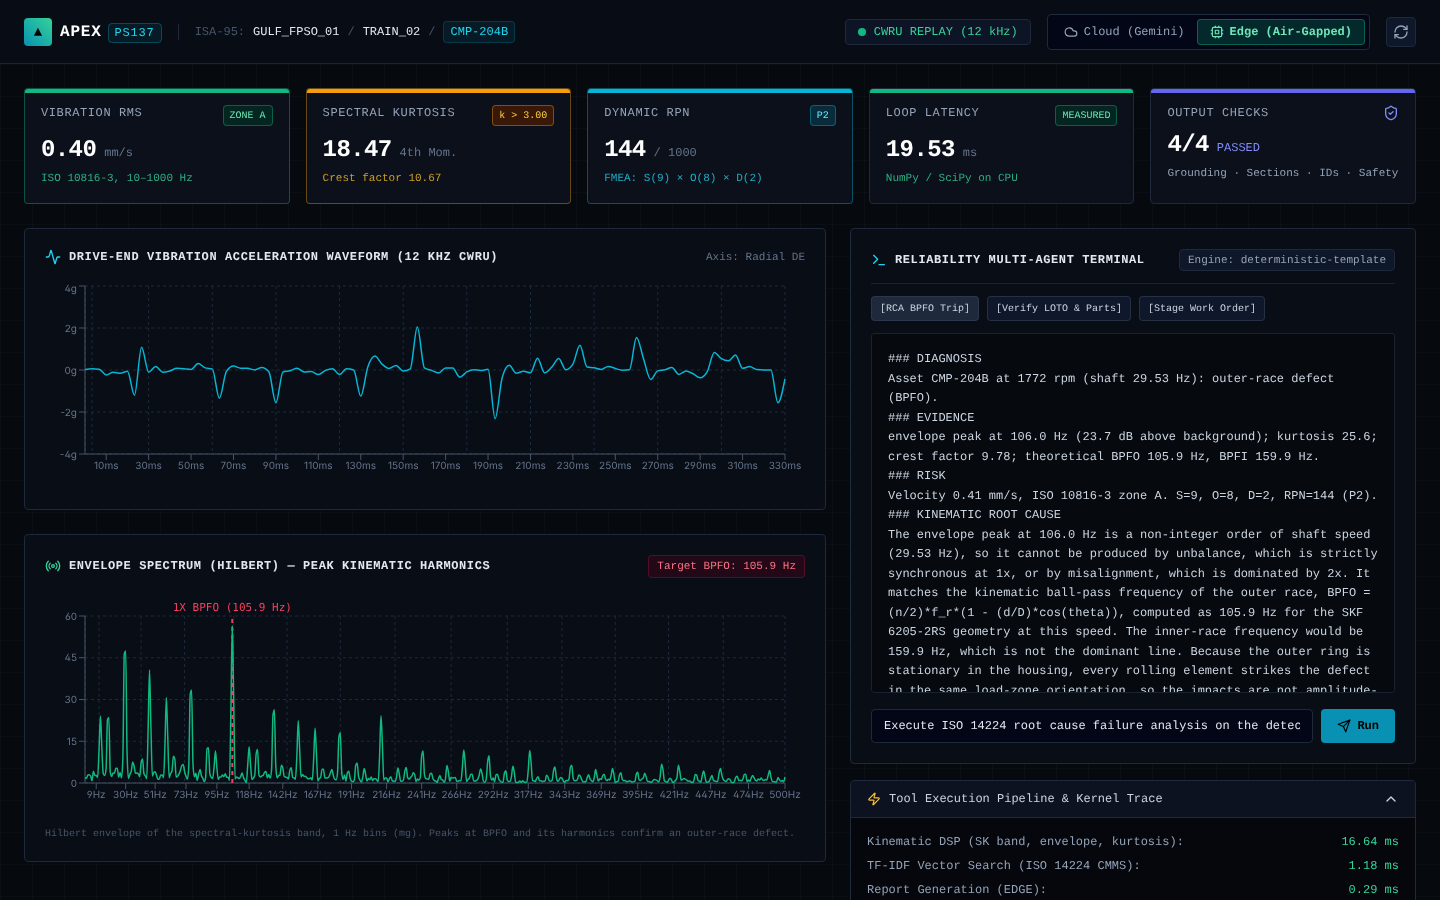 ▲ APEX PS137 ISA-95: GULF_FPSO_01 / TRAIN_02 / CMP-204B
CWRU REPLAY (12 kHz)
Cloud (Gemini)
Edge (Air-Gapped)
VIBRATION RMS ZONE A
0.40 mm/s
ISO 10816-3, 10–1000 Hz
SPECTRAL KURTOSIS k > 3.00
18.47 4th Mom.
Crest factor 10.67
DYNAMIC RPN P2
144 / 1000
FMEA: S(9) × O(8) × D(2)
LOOP LATENCY MEASURED
19.53 ms
NumPy / SciPy on CPU
OUTPUT CHECKS
4/4 PASSED
Grounding · Sections · IDs · Safety
DRIVE-END VIBRATION ACCELERATION WAVEFORM (12 KHZ CWRU) Axis: Radial DE
4g
2g
0g
-2g
-4g
10ms 30ms 50ms 70ms 90ms 110ms 130ms 150ms 170ms 190ms 210ms 230ms 250ms 270ms 290ms 310ms 330ms
ENVELOPE SPECTRUM (HILBERT) — PEAK KINEMATIC HARMONICS Target BPFO: 105.9 Hz
1X BPFO (105.9 Hz)
60
45
30
15
0
9Hz 30Hz 51Hz 73Hz 95Hz 118Hz 142Hz 167Hz 191Hz 216Hz 241Hz 266Hz 292Hz 317Hz 343Hz 369Hz 395Hz 421Hz 447Hz 474Hz 500Hz
Hilbert envelope of the spectral-kurtosis band, 1 Hz bins (mg). Peaks at BPFO and its harmonics confirm an outer-race defect.
RELIABILITY MULTI-AGENT TERMINAL Engine: deterministic-template
[RCA BPFO Trip] [Verify LOTO & Parts] [Stage Work Order]
### DIAGNOSIS
Asset CMP-204B at 1772 rpm (shaft 29.53 Hz): outer-race defect
(BPFO).
### EVIDENCE
envelope peak at 106.0 Hz (23.7 dB above background); kurtosis 25.6;
crest factor 9.78; theoretical BPFO 105.9 Hz, BPFI 159.9 Hz.
### RISK
Velocity 0.41 mm/s, ISO 10816-3 zone A. S=9, O=8, D=2, RPN=144 (P2).
### KINEMATIC ROOT CAUSE
The envelope peak at 106.0 Hz is a non-integer order of shaft speed
(29.53 Hz), so it cannot be produced by unbalance, which is strictly
synchronous at 1x, or by misalignment, which is dominated by 2x. It
matches the kinematic ball-pass frequency of the outer race, BPFO =
(n/2)*f_r*(1 - (d/D)*cos(theta)), computed as 105.9 Hz for the SKF
6205-2RS geometry at this speed. The inner-race frequency would be
159.9 Hz, which is not the dominant line. Because the outer ring is
stationary in the housing, every rolling element strikes the defect
in the same load-zone orientation, so the impacts are not amplitude-
Execute ISO 14224 root cause failure analysis on the detec
Run
Tool Execution Pipeline & Kernel Trace
Kinematic DSP (SK band, envelope, kurtosis): 16.64 ms
TF-IDF Vector Search (ISO 14224 CMMS): 1.18 ms
Report Generation (EDGE): 0.29 ms